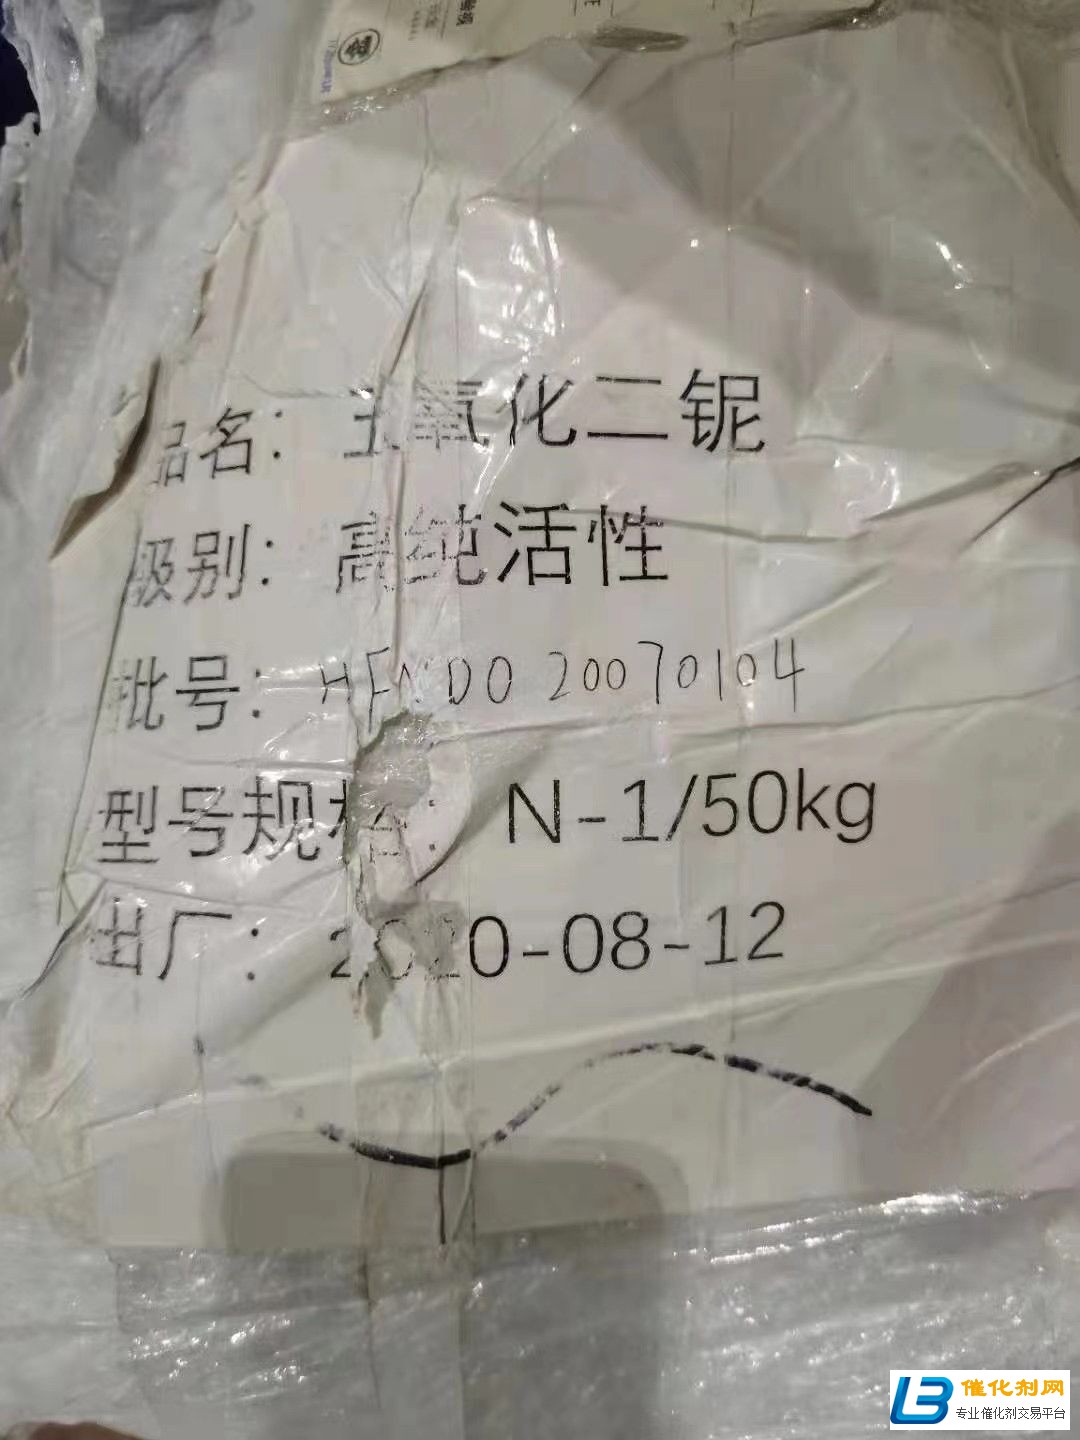 品名：五氧化二铌
级别：高纯活性
批号：HFNDO 20070104
型号规格：N-1/50kg
出厂：2020-08-12
催化剂网
专业催化剂交易平台